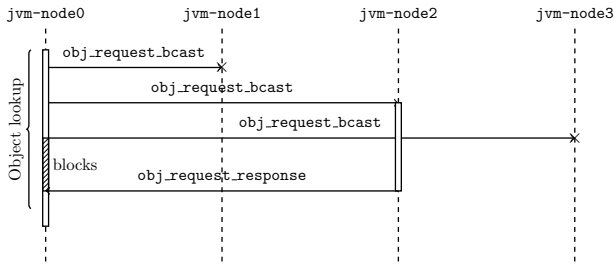 jvm-node0
jvm-node1
jvm-node2
jvm-node3
obj_request_bcast
obj_request_bcast
obj_request_bcast
Object lookup
blocks
obj_request_response